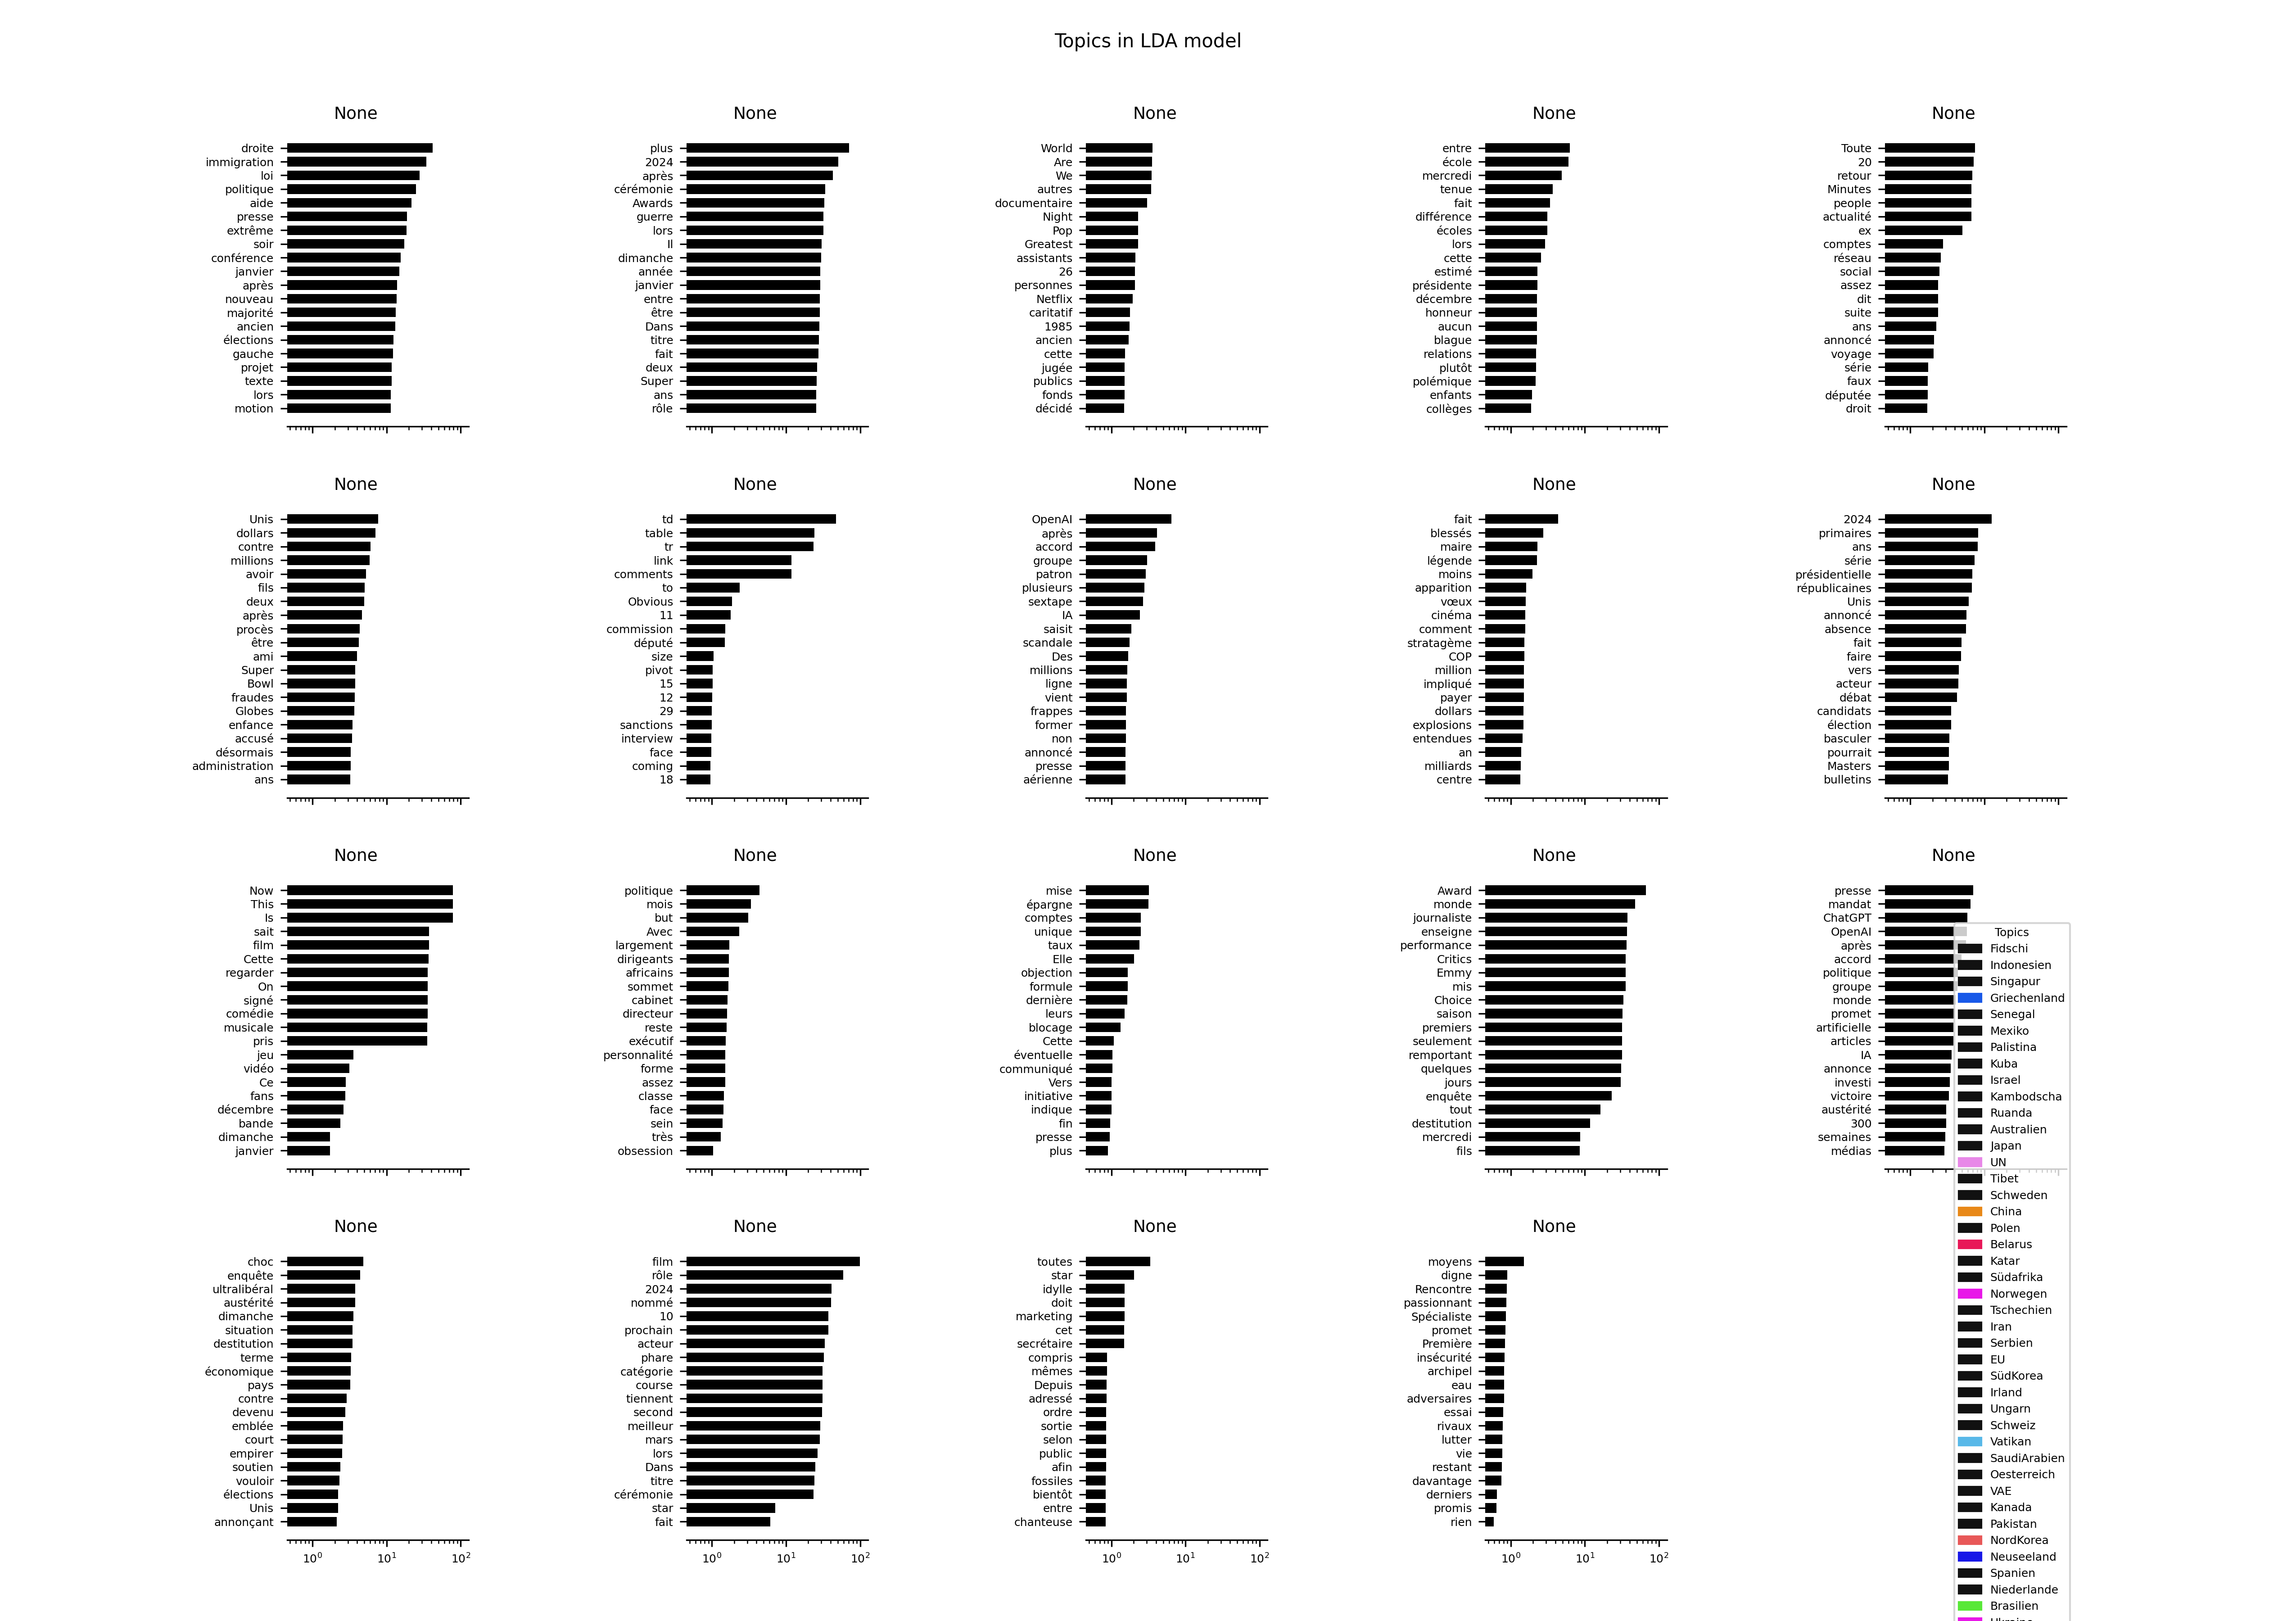 Topics in LDA model
None
droite
immigration
loi
politique
aide
presse
extrême
soir
conférence
janvier
après
nouveau
majorité
ancien
élections
gauche
projet
texte
lors
motion
None
plus
2024
après
cérémonie
Awards
guerre
lors
Il
dimanche
année
janvier
entre
être
Dans
titre
fait
deux
Super
ans
rôle
None
World
Are
We
autres
documentaire
Night
Pop
Greatest
assistants
26
personnes
Netflix
caritatif
1985
ancien
cette
jugée
publics
fonds
décidé
None
entre
école
mercredi
tenue
fait
différence
écoles
lors
cette
estimé
présidente
décembre
honneur
aucun
blague
relations
plutôt
polémique
enfants
collèges
None
Toute
20
retour
Minutes
people
actualité
ex
comptes
réseau
social
assez
dit
suite
ans
annoncé
voyage
série
faux
députée
droit
None
Unis
dollars
contre
millions
avoir
fils
deux
après
procès
être
ami
Super
Bowl
fraudes
Globes
enfance
accusé
désormais
administration
ans
None
td
table
tr
link
comments
to
Obvious
11
commission
député
size
pivot
15
12
29
sanctions
interview
face
coming
18
None
OpenAI
après
accord
groupe
patron
plusieurs
sextape
IA
saisit
scandale
Des
millions
ligne
vient
frappes
former
non
annoncé
presse
aérienne
None
fait
blessés
maire
légende
moins
apparition
vœux
cinéma
comment
stratagème
COP
million
impliqué
payer
dollars
explosions
entendues
an
milliards
centre
None
2024
primaires
ans
série
présidentielle
républicaines
Unis
annoncé
absence
fait
faire
vers
acteur
débat
candidats
élection
basculer
pourrait
Masters
bulletins
None
Now
This
Is
sait
film
Cette
regarder
On
signé
comédie
musicale
pris
jeu
vidéo
Ce
fans
décembre
bande
dimanche
janvier
None
politique
mois
but
Avec
largement
dirigeants
africains
sommet
cabinet
directeur
reste
exécutif
personnalité
forme
assez
classe
face
sein
très
obsession
None
mise
épargne
comptes
unique
taux
Elle
objection
formule
dernière
leurs
blocage
Cette
éventuelle
communiqué
Vers
initiative
indique
fin
presse
plus
None
Award
monde
journaliste
enseigne
performance
Critics
Emmy
mis
Choice
saison
premiers
seulement
remportant
quelques
jours
enquête
tout
destitution
mercredi
fils
None
presse
mandat
ChatGPT
OpenAI
après
accord
politique
groupe
monde
promet
artificielle
articles
IA
annonce
investi
victoire
austérité
300
semaines
médias
None
choc
enquête
ultralibéral
austérité
dimanche
situation
destitution
terme
économique
pays
contre
devenu
emblée
court
empirer
soutien
vouloir
élections
Unis
annonçant
10⁰ 10¹ 10²
None
film
rôle
2024
nommé
10
prochain
acteur
phare
catégorie
course
tiennent
second
meilleur
mars
lors
Dans
titre
cérémonie
star
fait
10⁰ 10¹ 10²
None
toutes
star
idylle
doit
marketing
cet
secrétaire
compris
mêmes
Depuis
adressé
ordre
sortie
selon
public
afin
fossiles
bientôt
entre
chanteuse
10⁰ 10¹ 10²
None
moyens
digne
Rencontre
passionnant
Spécialiste
promet
Première
insécurité
archipel
eau
adversaires
essai
rivaux
lutter
vie
restant
davantage
derniers
promis
rien
10⁰ 10¹ 10²
Topics
Fidschi
Indonesien
Singapur
Griechenland
Senegal
Mexiko
Palistina
Kuba
Israel
Kambodscha
Ruanda
Australien
Japan
UN
Tibet
Schweden
China
Polen
Belarus
Katar
Südafrika
Norwegen
Tschechien
Iran
Serbien
EU
SüdKorea
Irland
Ungarn
Schweiz
Vatikan
SaudiArabien
Oesterreich
VAE
Kanada
Pakistan
NordKorea
Neuseeland
Spanien
Niederlande
Brasilien